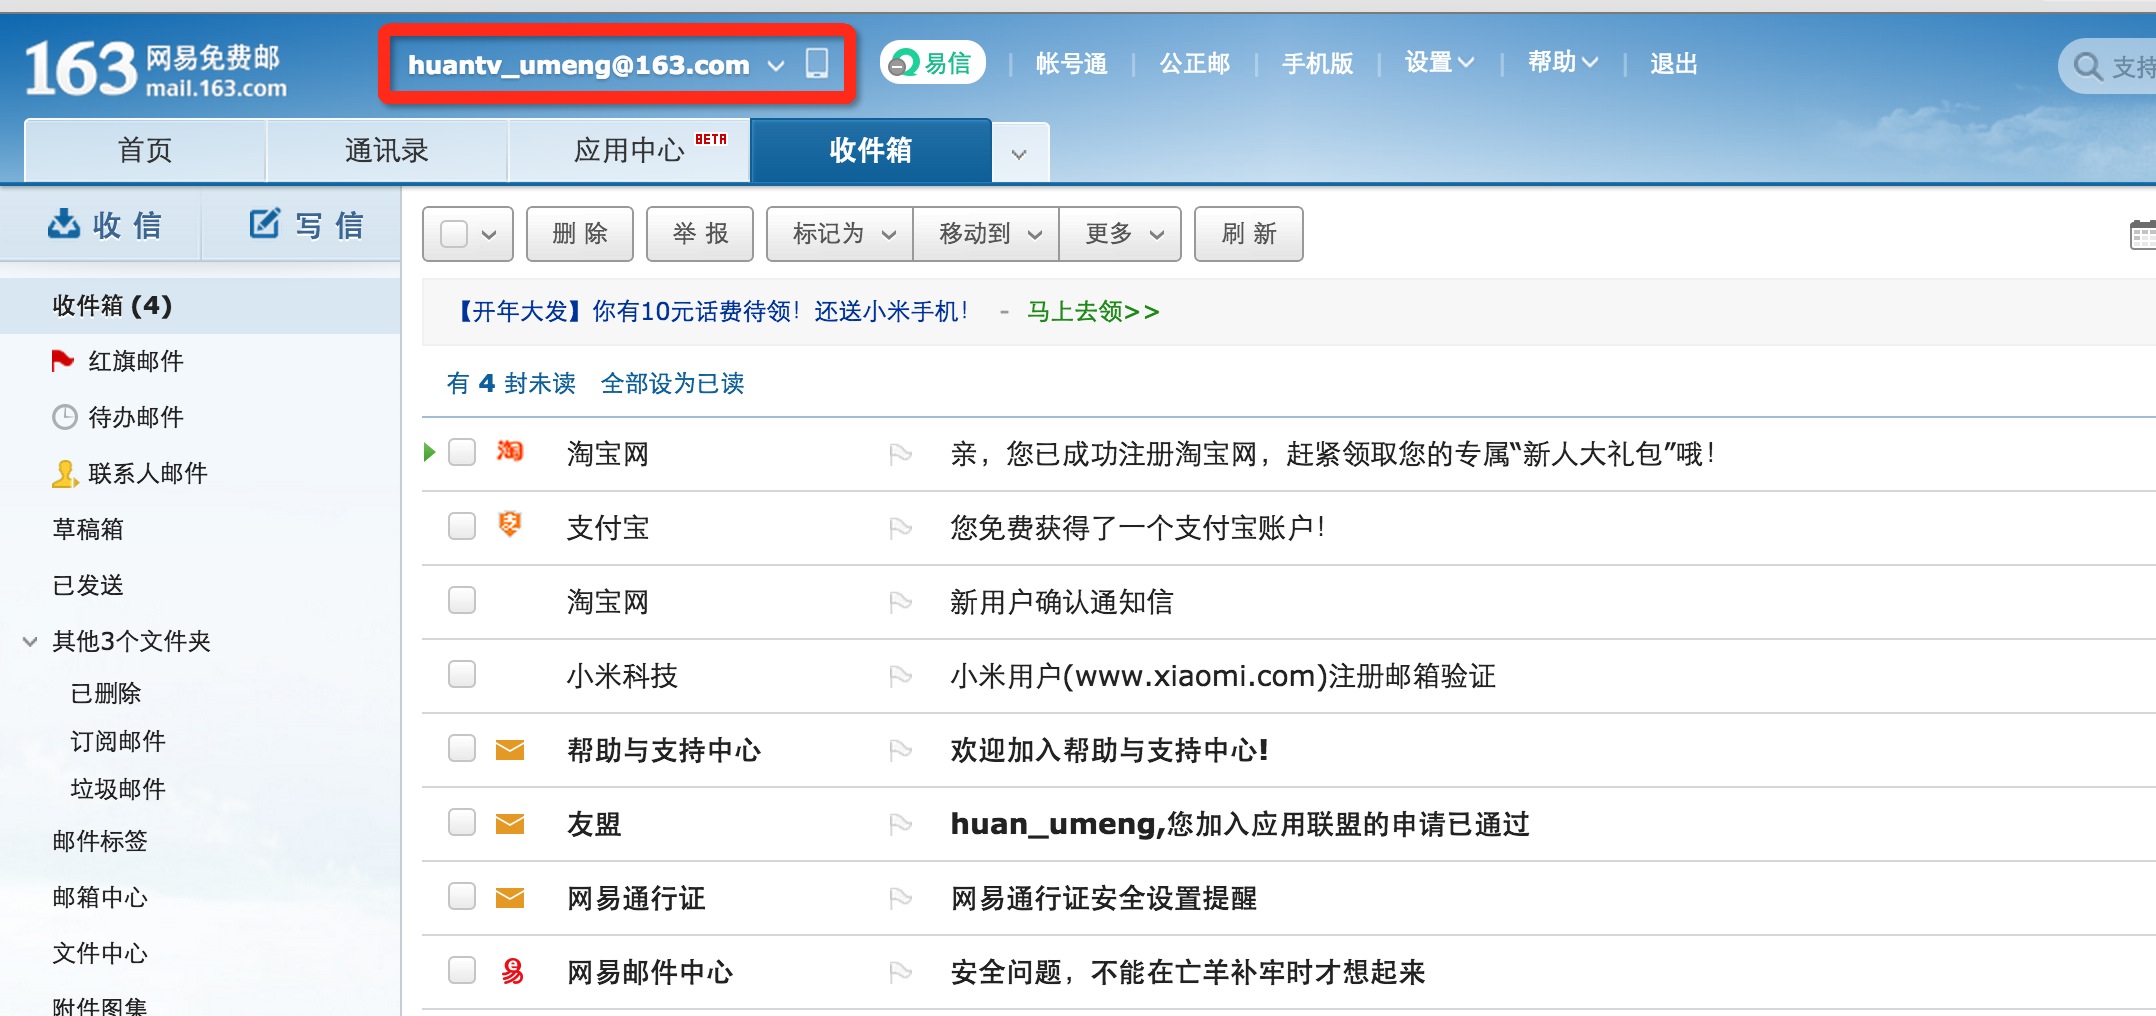 163 网易免费邮
mail.163.com
huantv_umeng@163.com
易信 | 帐号通 | 公正邮 | 手机版 | 设置 | 帮助 | 退出
支持
首页 通讯录 应用中心 BETA 收件箱
收 信 写 信
删 除 举 报 标记为 移动到 更多 刷 新
收件箱 (4)
红旗邮件
待办邮件
联系人邮件
草稿箱
已发送
其他3个文件夹
已删除
订阅邮件
垃圾邮件
邮件标签
邮箱中心
文件中心
附件图集
【开年大发】你有10元话费待领！还送小米手机！ - 马上去领>>
有 4 封未读 全部设为已读
淘 淘宝网 亲，您已成功注册淘宝网，赶紧领取您的专属“新人大礼包”哦！
支 支付宝 您免费获得了一个支付宝账户！
淘宝网 新用户确认通知信
小米科技 小米用户(www.xiaomi.com)注册邮箱验证
帮助与支持中心 欢迎加入帮助与支持中心!
友盟 huan_umeng,您加入应用联盟的申请已通过
网易通行证 网易通行证安全设置提醒
易 网易邮件中心 安全问题，不能在亡羊补牢时才想起来